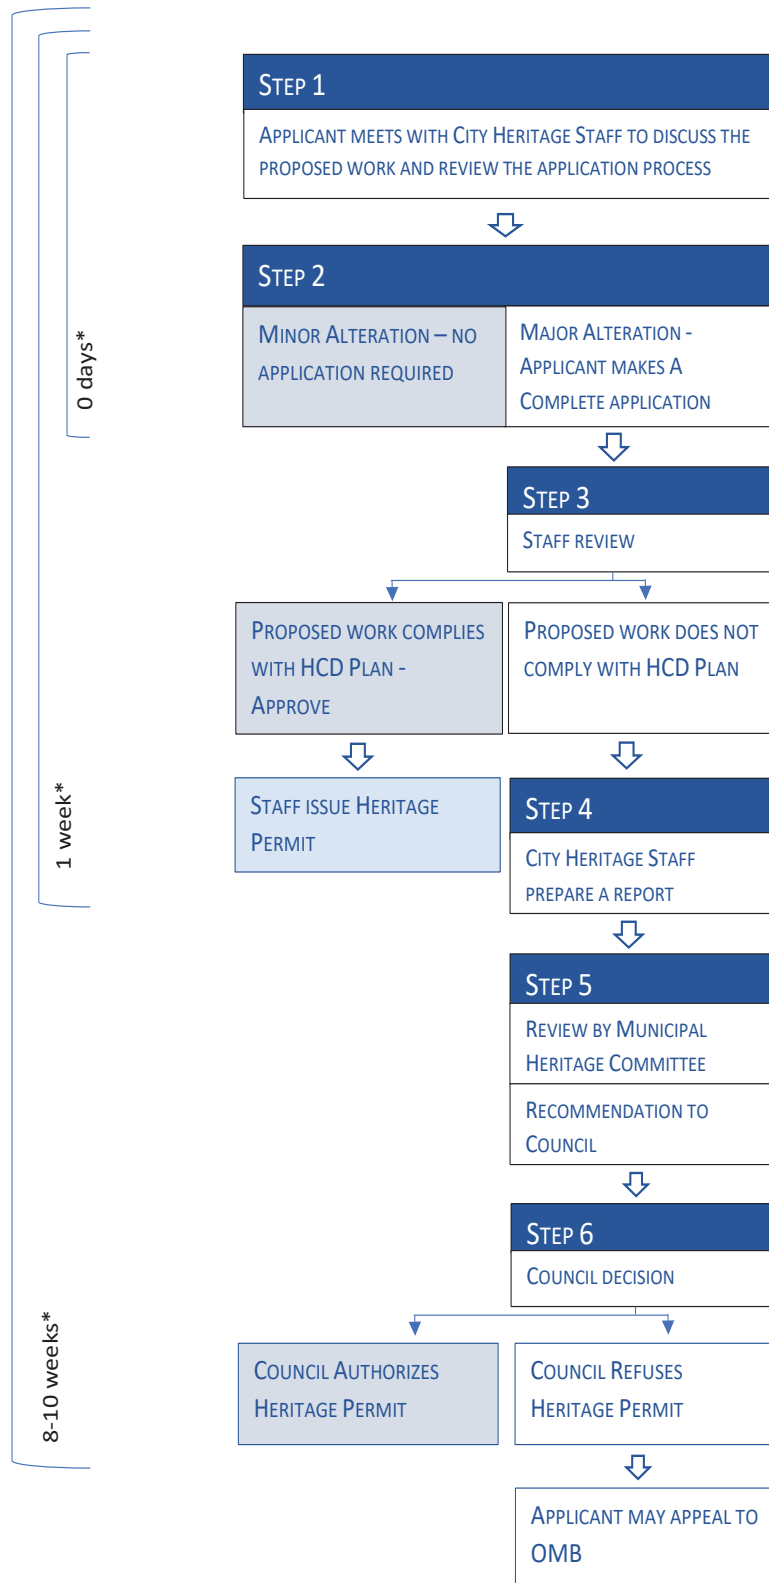 STEP 1
APPLICANT MEETS WITH CITY HERITAGE STAFF TO DISCUSS THE
PROPOSED WORK AND REVIEW THE APPLICATION PROCESS
STEP 2
MINOR ALTERATION – NO
APPLICATION REQUIRED
MAJOR ALTERATION -
APPLICANT MAKES A
COMPLETE APPLICATION
0 days*
STEP 3
STAFF REVIEW
PROPOSED WORK COMPLIES
WITH HCD PLAN -
APPROVE
PROPOSED WORK DOES NOT
COMPLY WITH HCD PLAN
STAFF ISSUE HERITAGE
PERMIT
1 week*
STEP 4
CITY HERITAGE STAFF
PREPARE A REPORT
STEP 5
REVIEW BY MUNICIPAL
HERITAGE COMMITTEE
RECOMMENDATION TO
COUNCIL
STEP 6
COUNCIL DECISION
COUNCIL AUTHORIZES
HERITAGE PERMIT
COUNCIL REFUSES
HERITAGE PERMIT
8-10 weeks*
APPLICANT MAY APPEAL TO
OMB